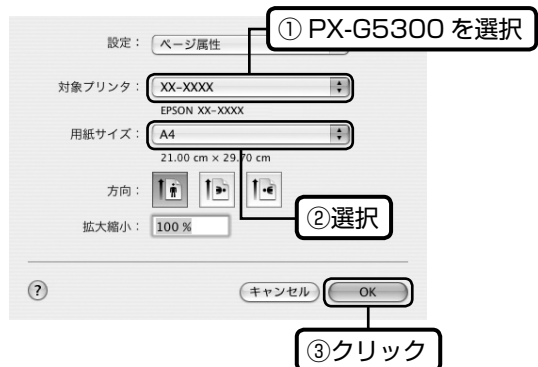 ① PX-G5300 を選択
設定： ページ属性
対象プリンタ： XX-XXXX
EPSON XX-XXXX
用紙サイズ： A4
21.00 cm × 29.70 cm
方向：
②選択
拡大縮小： 100 %
? キャンセル OK
③クリック